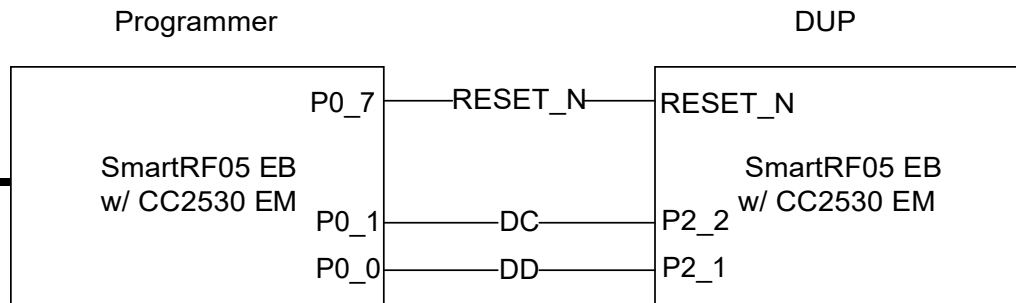 Programmer
DUP
P0_7 RESET_N RESET_N
SmartRF05 EB
w/ CC2530 EM
SmartRF05 EB
w/ CC2530 EM
P0_1 DC P2_2
P0_0 DD P2_1